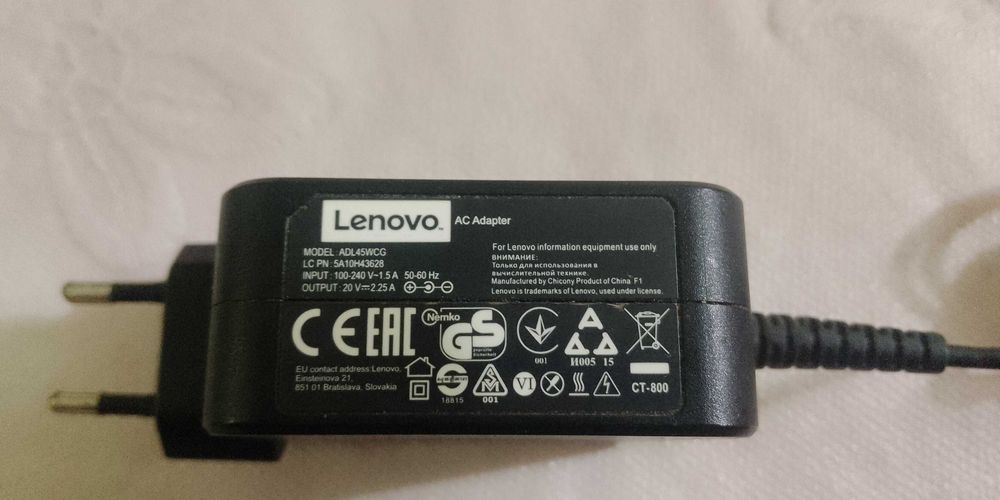 Lenovo AC Adapter
MODEL ADL45WCG
LC PN : 5A10H43628
INPUT : 100-240 V~1.5 A 50-60 Hz
OUTPUT : 20 V⎓2.25 A
For Lenovo information equipment use only
ВНИМАНИЕ:
Только для использования в
вычислительной технике.
Manufactured by Chicony Product of China F1
Lenovo is trademarks of Lenovo, used under license.
CE EAC
Nemko
GS
geprüfte
Sicherheit
001
И005 15
EU contact address:Lenovo,
Einsteinova 21,
851 01 Bratislava, Slovakia
18815
001
VI
CT-800